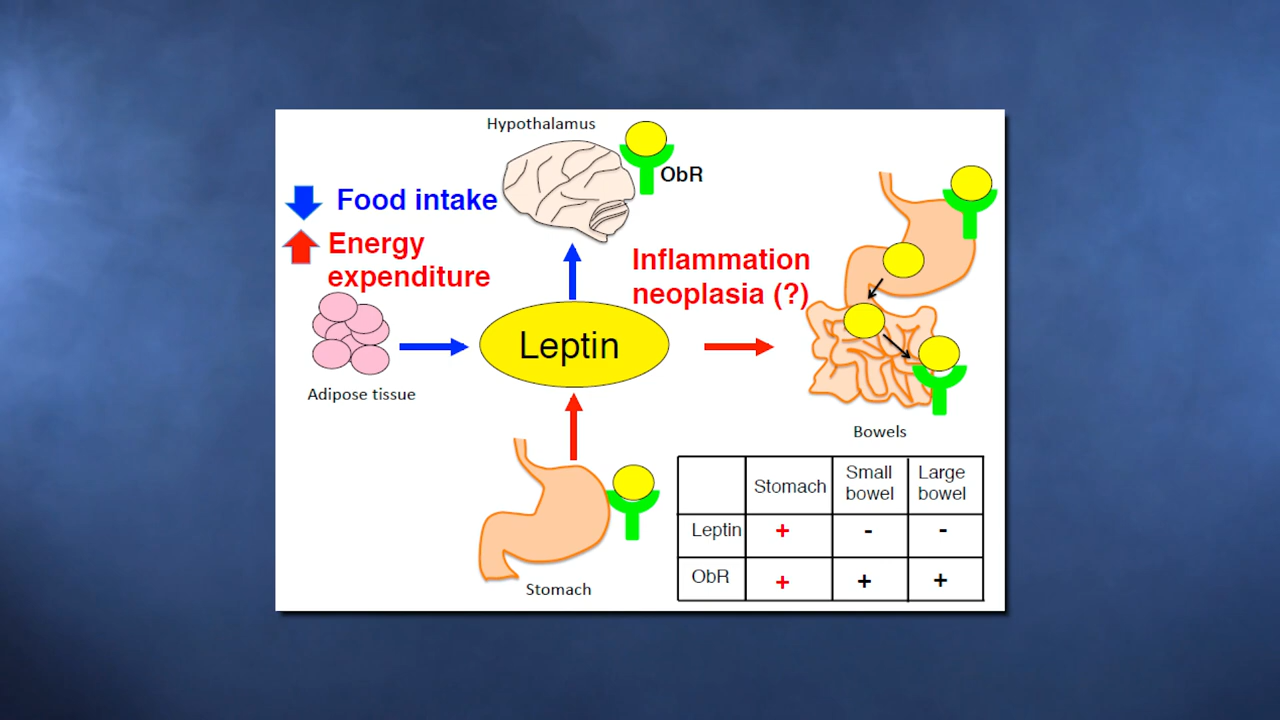 Hypothalamus
ObR
Food intake
Energy
expenditure
Inflammation
neoplasia (?)
Leptin
Adipose tissue
Bowels
Stomach
Stomach Small bowel Large bowel
Leptin + - -
ObR + + +